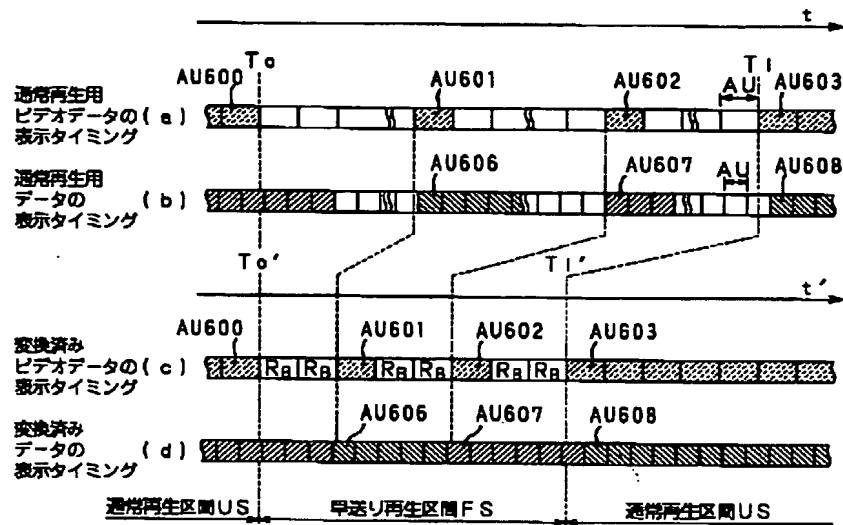 t
To
T1
AU600
AU601
AU602
AU
AU603
通常再生用
ビデオデータの (a)
表示タイミング
通常再生用
データの (b)
表示タイミング
AU606
AU607
AU
AU608
To'
T1'
t'
AU600
AU601
AU602
AU603
変換済み
ビデオデータの (c)
表示タイミング
RB RB RB RB RB RB
変換済み
データの (d)
表示タイミング
AU606
AU607
AU608
通常再生区間US
早送り再生区間FS
通常再生区間US